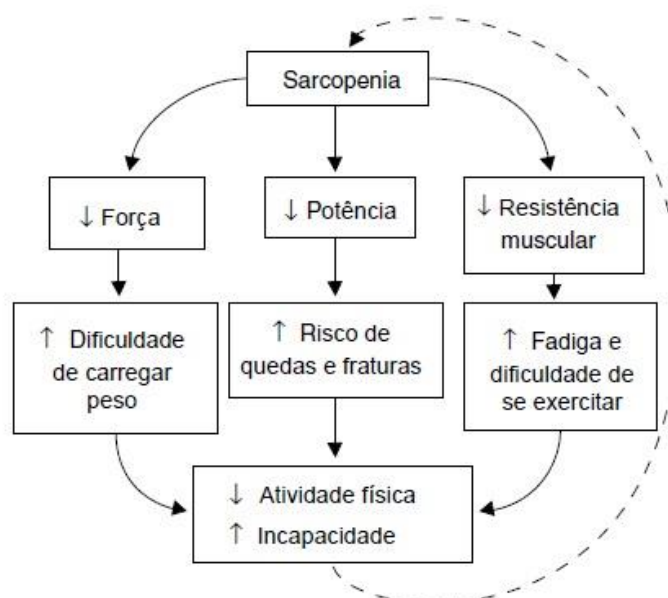 Sarcopenia
↓ Força
↓ Potência
↓ Resistência
muscular
↑ Dificuldade
de carregar
peso
↑ Risco de
quedas e fraturas
↑ Fadiga e
dificuldade de
se exercitar
↓ Atividade física
↑ Incapacidade